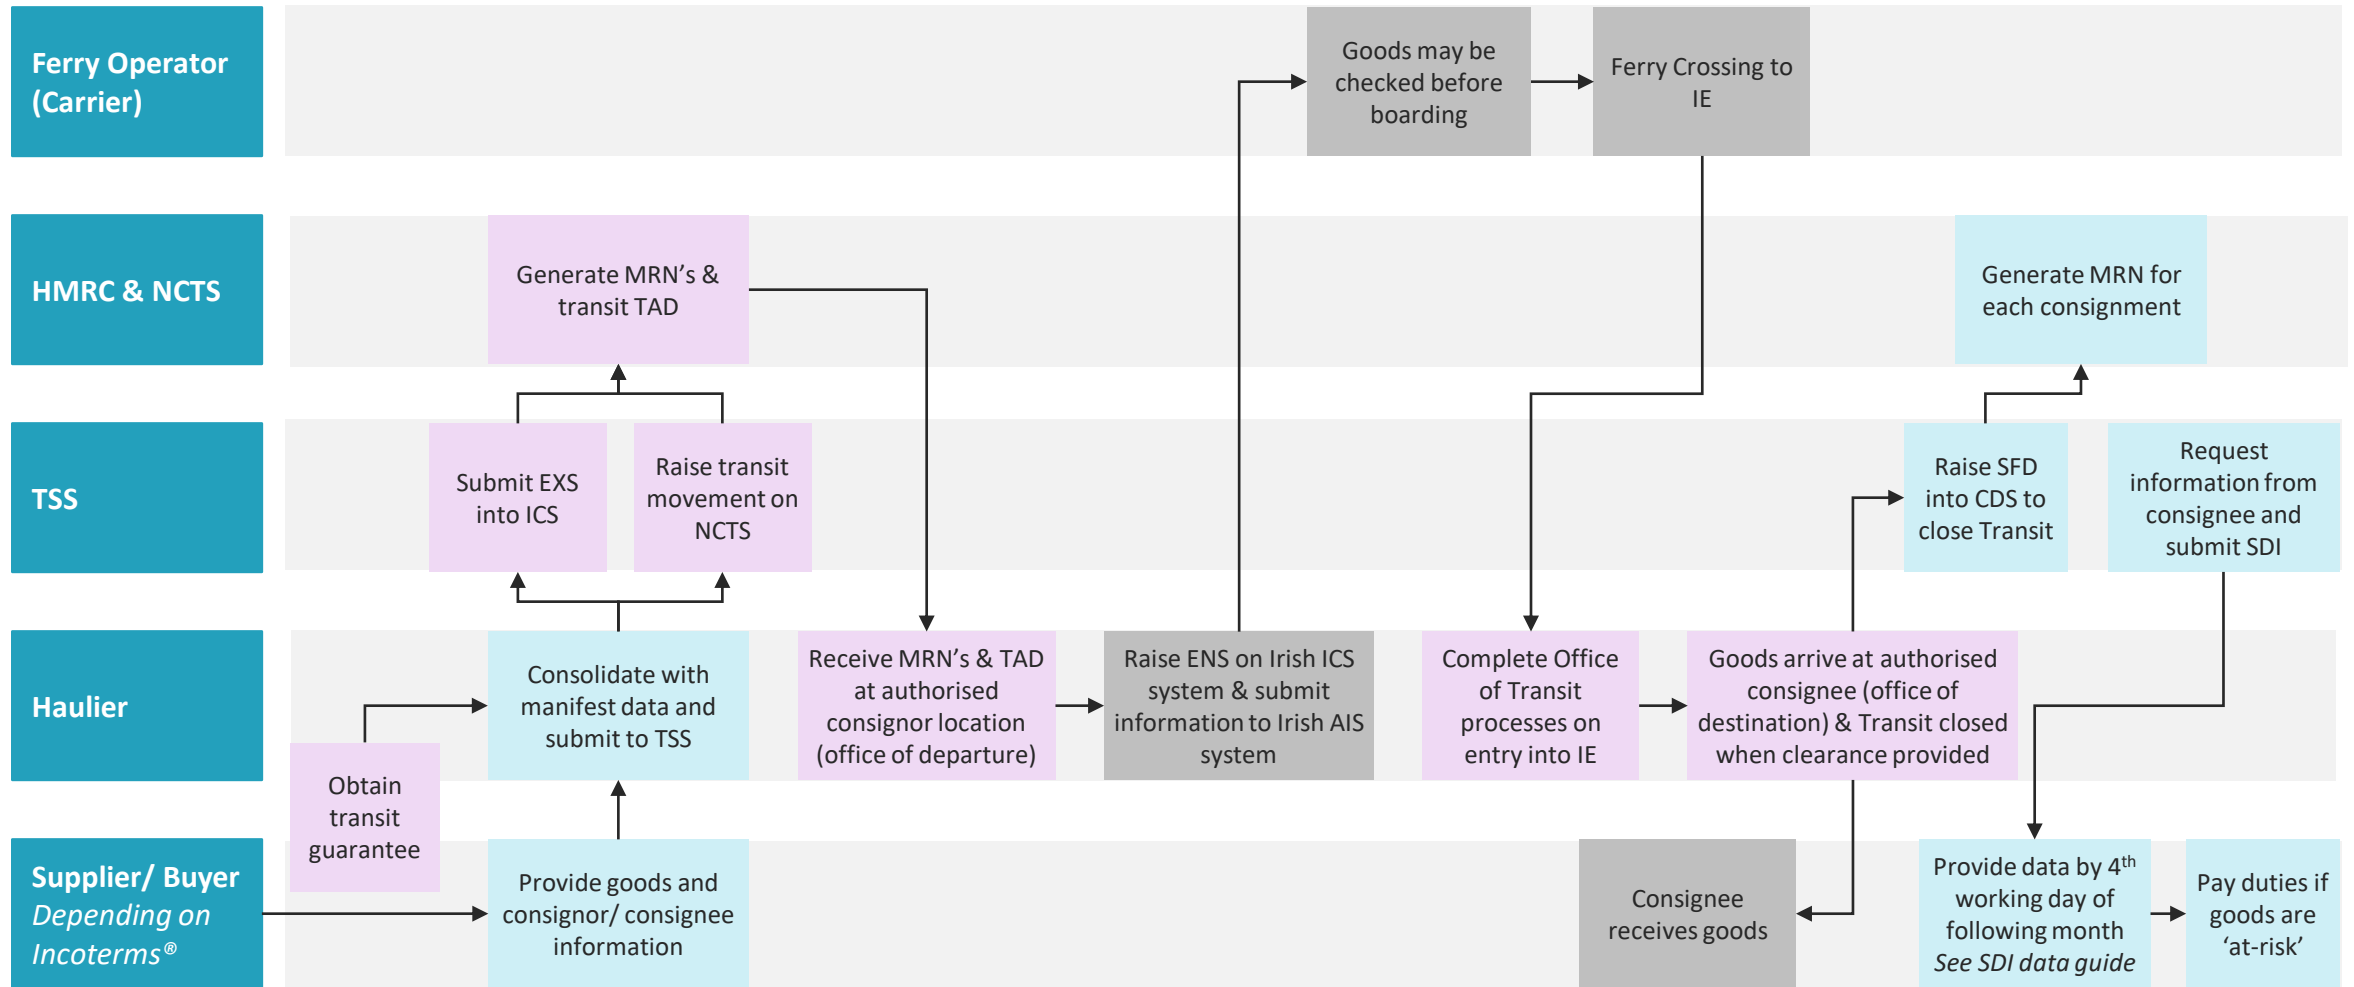 Ferry Operator
(Carrier)
Goods may be
checked before
boarding
Ferry Crossing to
IE
HMRC & NCTS
Generate MRN’s &
transit TAD
Generate MRN for
each consignment
TSS
Submit EXS
into ICS
Raise transit
movement on
NCTS
Raise SFD
into CDS to
close Transit
Request
information from
consignee and
submit SDI
Haulier
Obtain
transit
guarantee
Consolidate with
manifest data and
submit to TSS
Receive MRN’s & TAD
at authorised
consignor location
(office of departure)
Raise ENS on Irish ICS
system & submit
information to Irish AIS
system
Complete Office
of Transit
processes on
entry into IE
Goods arrive at authorised
consignee (office of
destination) & Transit closed
when clearance provided
Supplier/ Buyer
Depending on
Incoterms®
Provide goods and
consignor/ consignee
information
Consignee
receives goods
Provide data by 4th
working day of
following month
See SDI data guide
Pay duties if
goods are
‘at-risk’